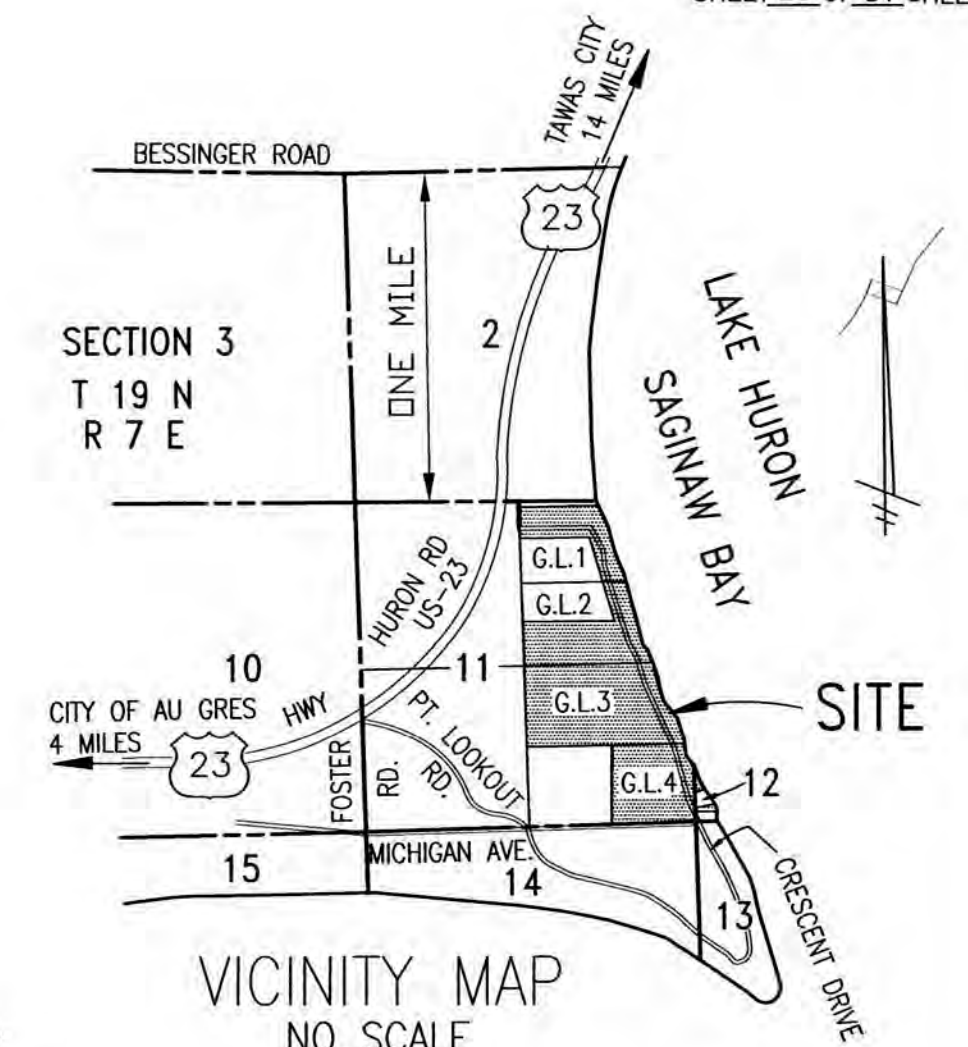 TAWAS CITY
14 MILES
BESSINGER ROAD
23
ONE MILE
2
SECTION 3
T 19 N
R 7 E
LAKE HURON
SAGINAW BAY
G.L.1
HURON RD
US-23
G.L.2
10
11
SITE
CITY OF AU GRES
4 MILES
HWY
23
G.L.3
PT. LOOKOUT
RD.
FOSTER
RD.
G.L.4
12
MICHIGAN AVE.
15
14
13
CRESCENT DRIVE
VICINITY MAP
NO SCALE